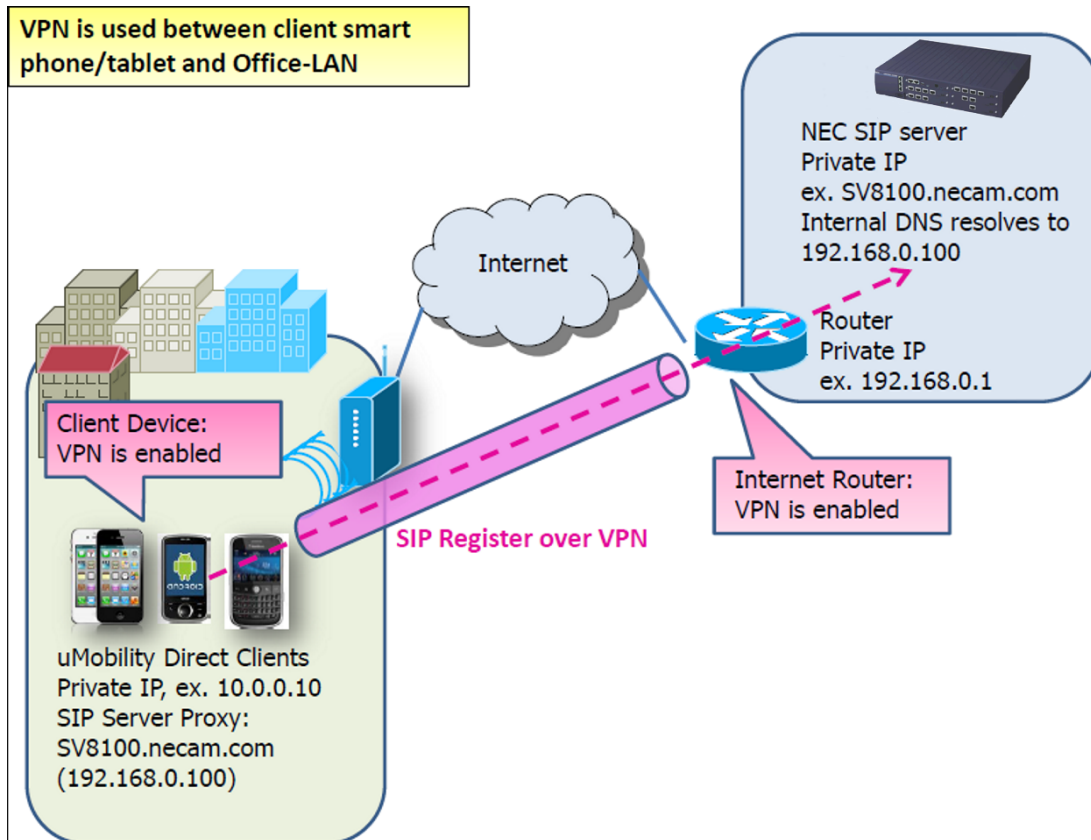 VPN is used between client smart
phone/tablet and Office-LAN
NEC SIP server
Private IP
ex. SV8100.necam.com
Internal DNS resolves to
192.168.0.100
Internet
Router
Private IP
ex. 192.168.0.1
Client Device:
VPN is enabled
Internet Router:
VPN is enabled
SIP Register over VPN
ANDROID
uMobility Direct Clients
Private IP, ex. 10.0.0.10
SIP Server Proxy:
SV8100.necam.com
(192.168.0.100)